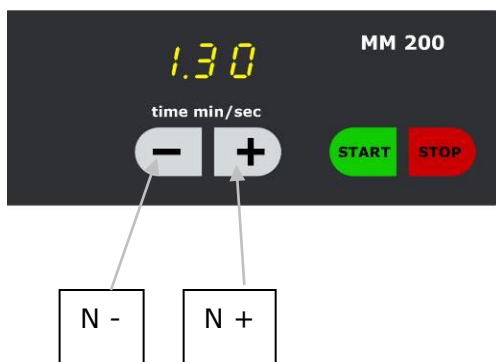 MM 200
1.30
time min/sec
- +
START STOP
N - N +